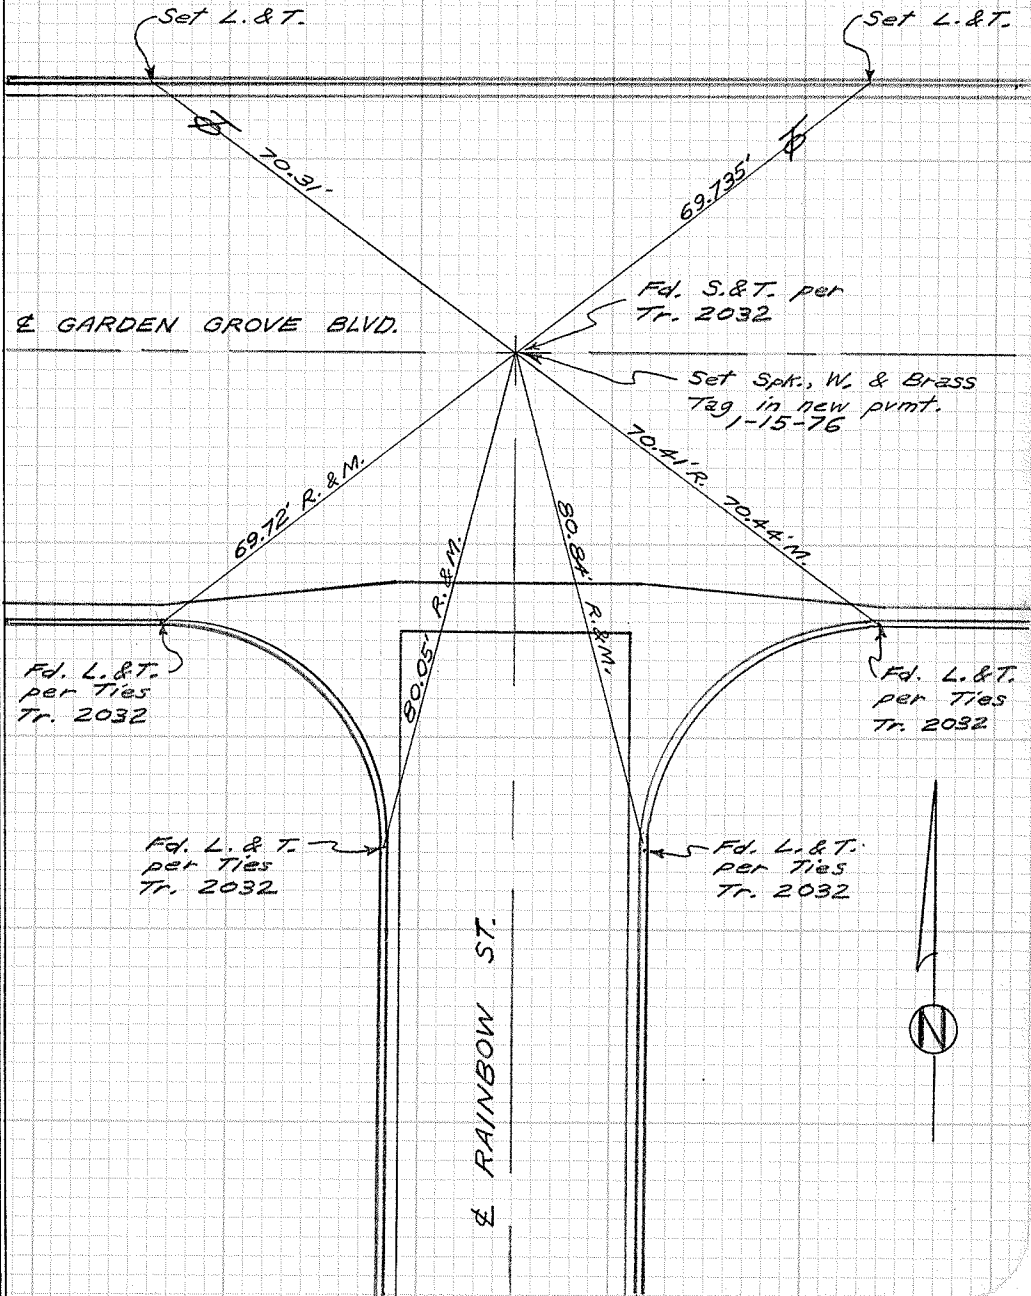 Set L.&T.
Set L.&T.
70.31'
69.735'
Fd. S.&T. per
Tr. 2032
℄ GARDEN GROVE BLVD.
Set Spk., W. & Brass
Tag in new pvmt.
1-15-76
69.72' R.&M.
70.41' R. 70.44' M.
80.05' R.&M.
80.84' R.&M.
Fd. L.&T.
per Ties
Tr. 2032
Fd. L.&T.
per Ties
Tr. 2032
Fd. L.&T.
per Ties
Tr. 2032
Fd. L.&T.
per Ties
Tr. 2032
℄ RAINBOW ST.
N